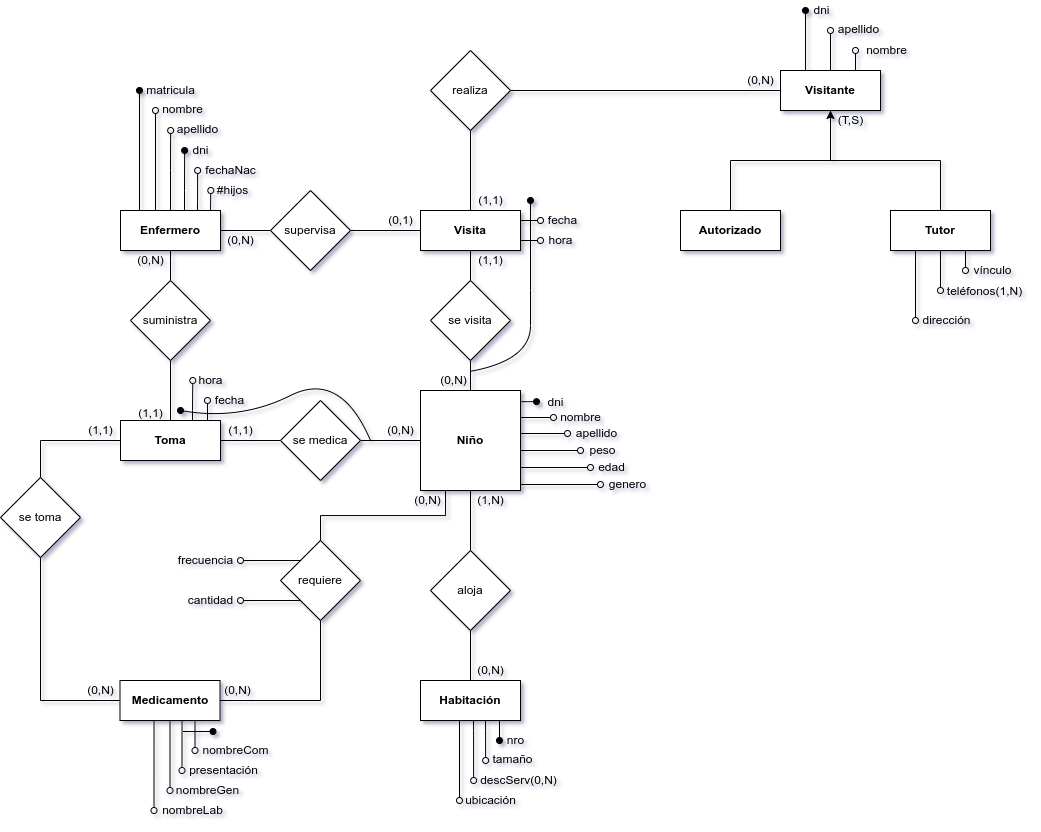 dni
apellido
nombre
(0,N)
Visitante
(T,S)
realiza
matricula
nombre
apellido
dni
fechaNac
#hijos
(1,1)
Enfermero
(0,N)
supervisa
(0,1)
Visita
fecha
hora
Autorizado
Tutor
(0,N)
(1,1)
vínculo
teléfonos(1,N)
dirección
suministra
se visita
(0,N)
hora
fecha
(1,1)
(1,1)
Toma
(1,1)
se medica
(0,N)
Niño
dni
nombre
apellido
peso
edad
genero
(0,N)
(1,N)
se toma
frecuencia
cantidad
requiere
aloja
(0,N)
Medicamento
(0,N)
(0,N)
Habitación
nombreCom
presentación
nombreGen
nombreLab
nro
tamaño
descServ(0,N)
ubicación